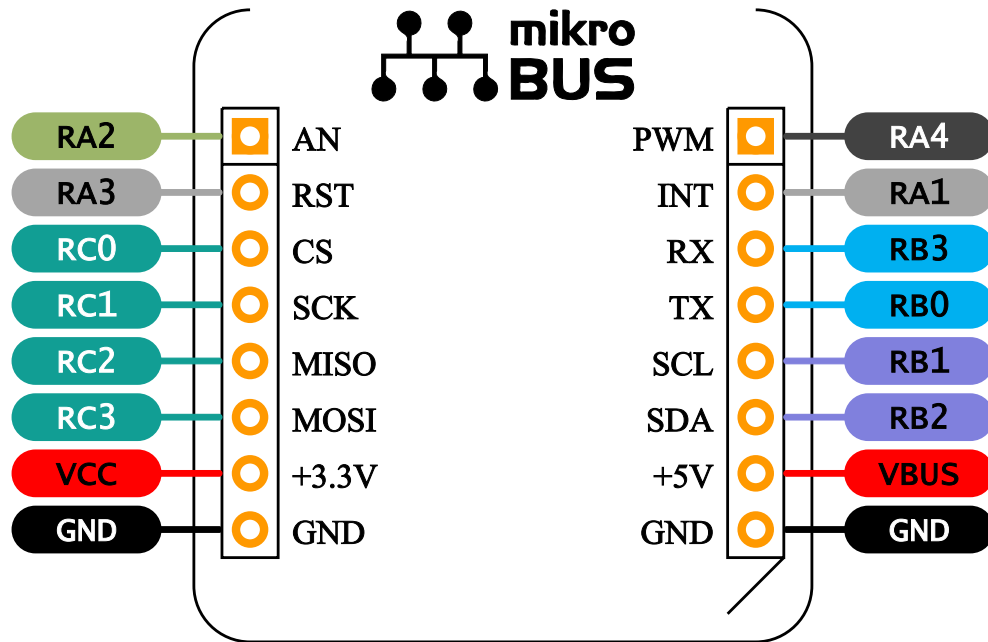 mikro
BUS
RA2 AN PWM RA4
RA3 RST INT RA1
RC0 CS RX RB3
RC1 SCK TX RB0
RC2 MISO SCL RB1
RC3 MOSI SDA RB2
VCC +3.3V +5V VBUS
GND GND GND GND